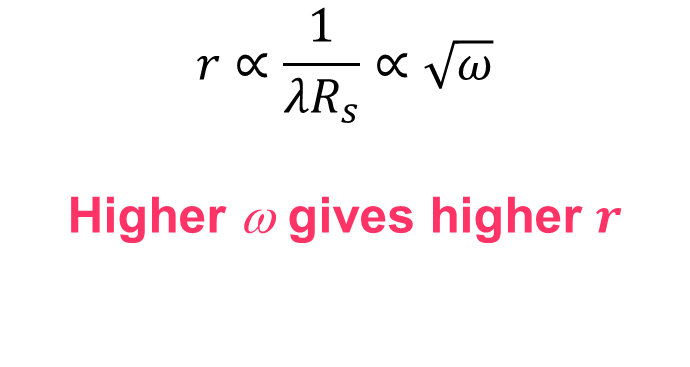 r ∝ 1/(λR_s) ∝ √ω
Higher ω gives higher r